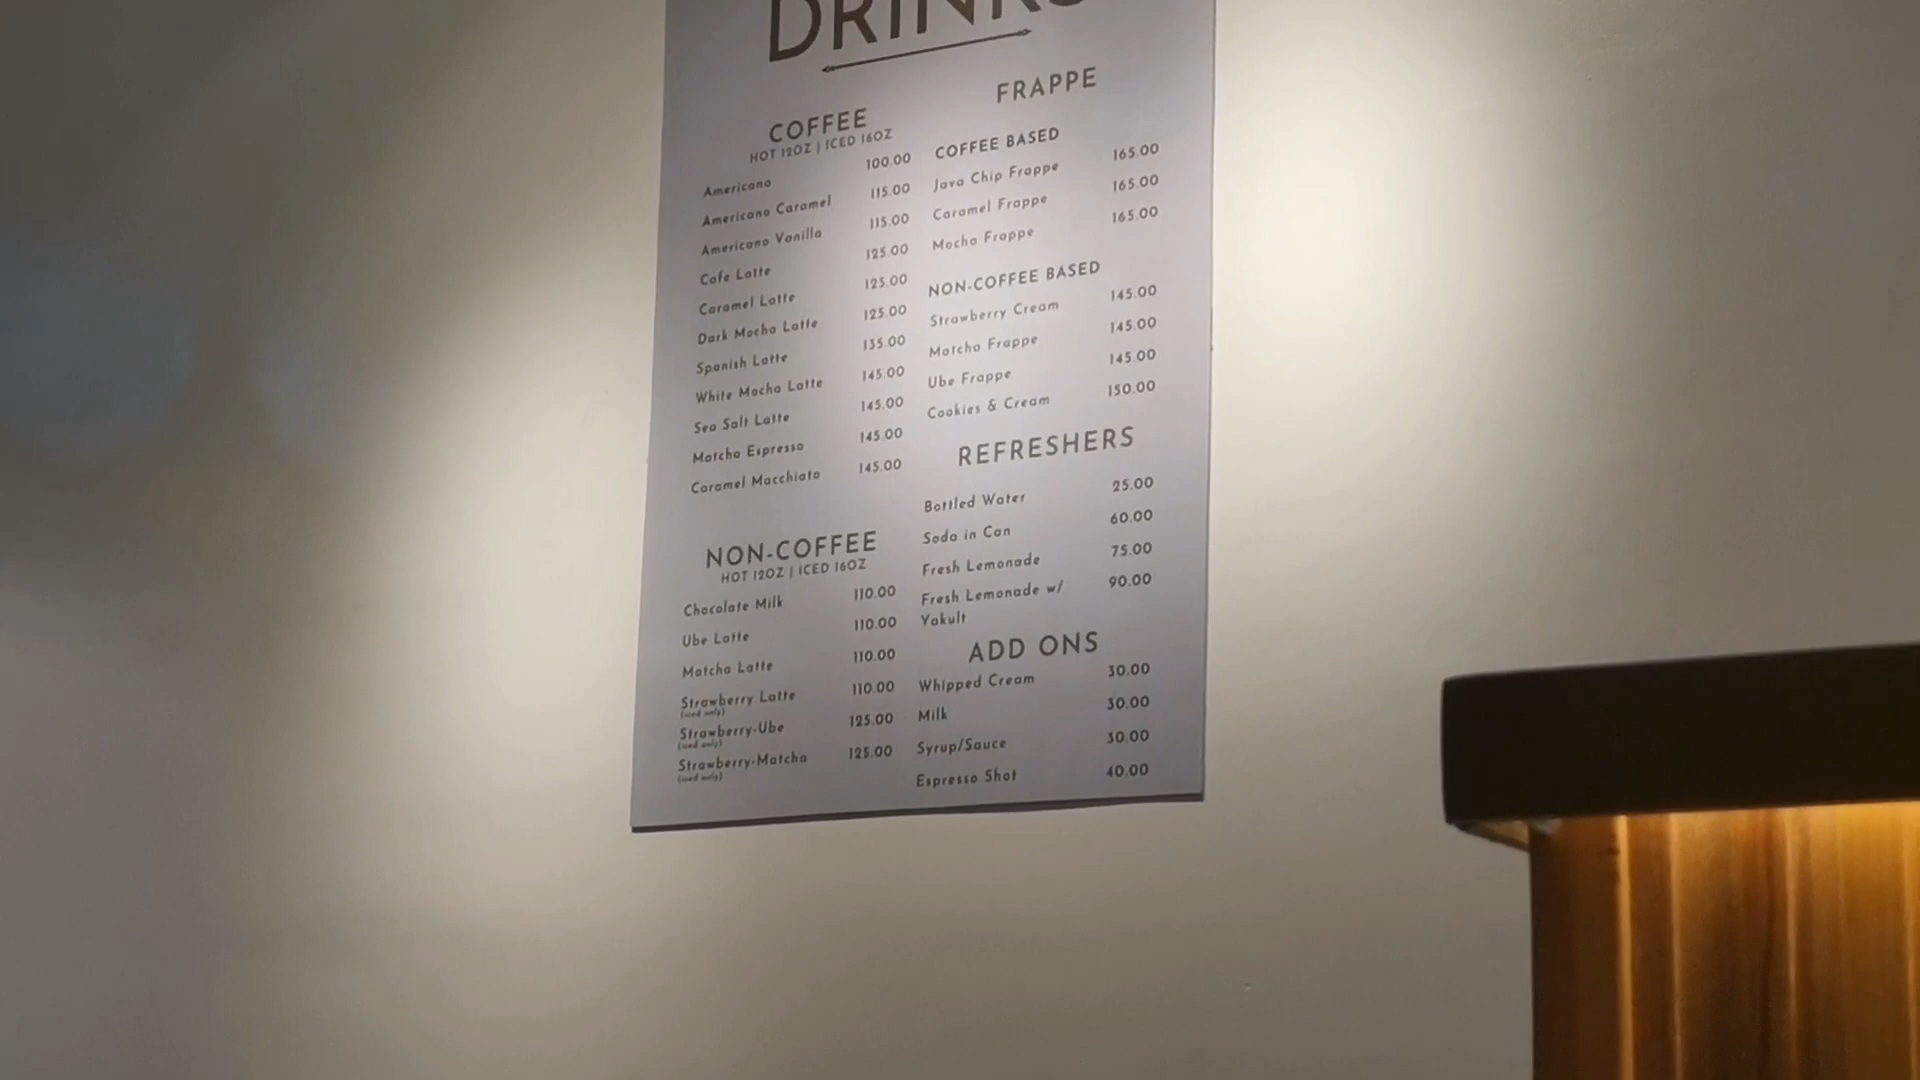 DRINKS
COFFEE
HOT 12OZ | ICED 16OZ
Americano 100.00
Americano Caramel 115.00
Americano Vanilla 115.00
Cafe Latte 125.00
Caramel Latte 125.00
Dark Mocha Latte 125.00
Spanish Latte 135.00
White Mocha Latte 145.00
Sea Salt Latte 145.00
Matcha Espresso 145.00
Caramel Macchiato 145.00
NON-COFFEE
HOT 12OZ | ICED 16OZ
Chocolate Milk 110.00
Ube Latte 110.00
Matcha Latte 110.00
Strawberry Latte 110.00
(iced only)
Strawberry-Ube 125.00
(iced only)
Strawberry-Matcha 125.00
(iced only)
FRAPPE
COFFEE BASED
Java Chip Frappe 165.00
Caramel Frappe 165.00
Mocha Frappe 165.00
NON-COFFEE BASED
Strawberry Cream 145.00
Matcha Frappe 145.00
Ube Frappe 145.00
Cookies & Cream 150.00
REFRESHERS
Bottled Water 25.00
Soda in Can 60.00
Fresh Lemonade 75.00
Fresh Lemonade w/ 90.00
Yakult
ADD ONS
Whipped Cream 30.00
Milk 30.00
Syrup/Sauce 30.00
Espresso Shot 40.00